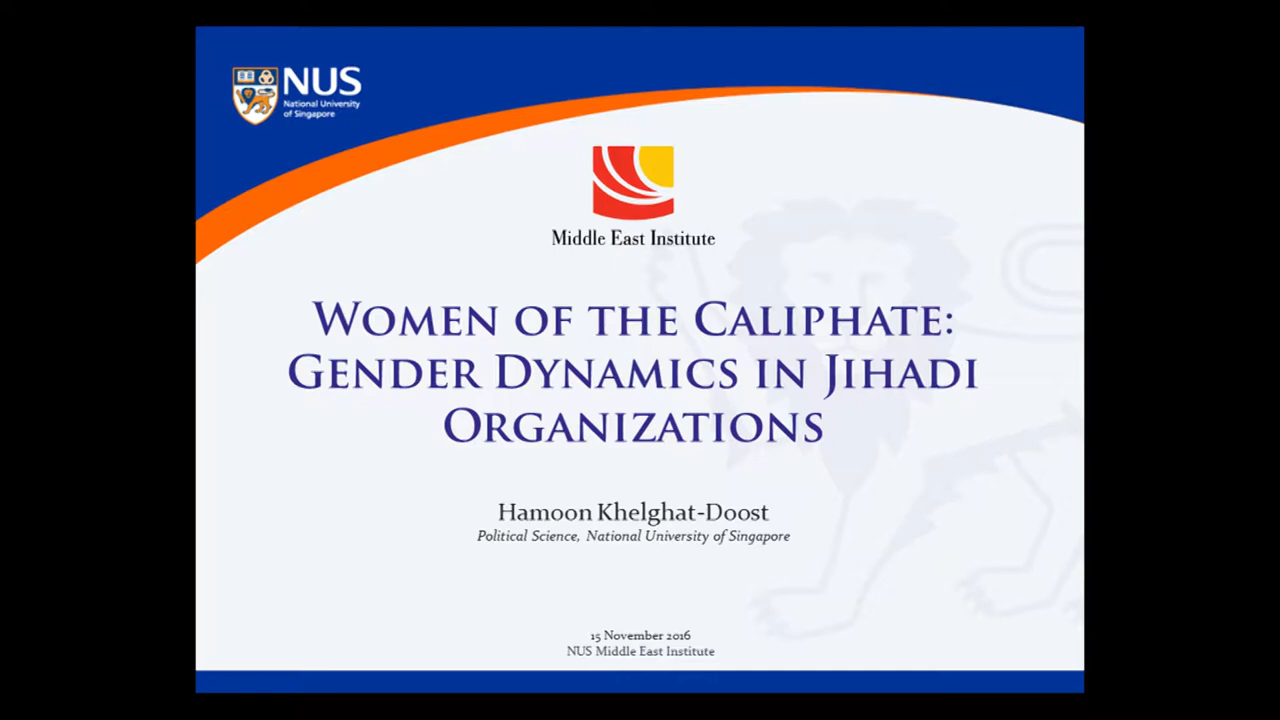 NUS
National University
of Singapore
Middle East Institute
WOMEN OF THE CALIPHATE:
GENDER DYNAMICS IN JIHADI
ORGANIZATIONS
Hamoon Khelghat-Doost
Political Science, National University of Singapore
15 November 2016
NUS Middle East Institute